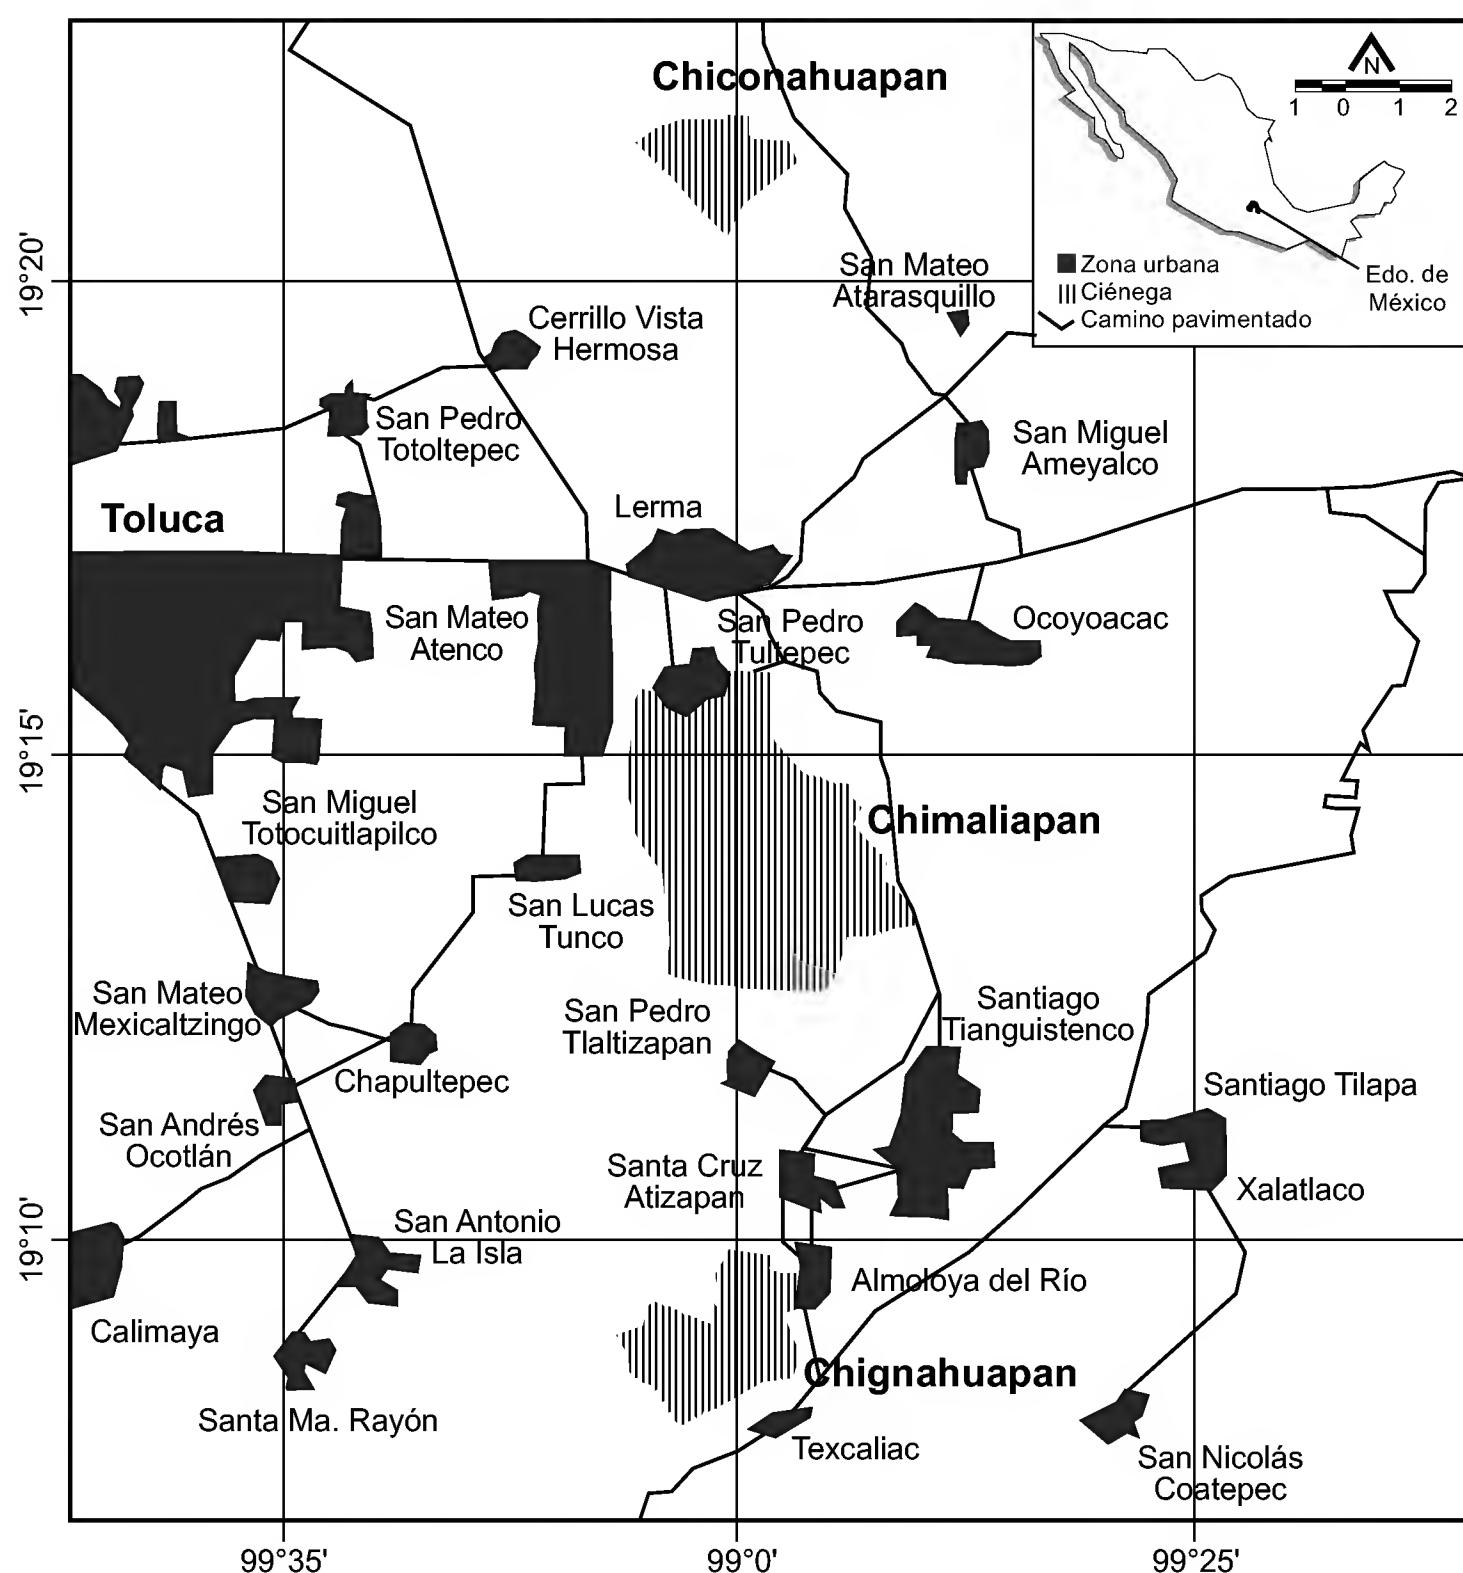 Chiconahuapan
N
1 0 1 2
Zona urbana
Ciénega
Camino pavimentado
Edo. de
México
19°20'
San Mateo
Atarasquillo
Cerrillo Vista
Hermosa
San Pedro
Totoltepec
San Miguel
Ameyalco
Toluca
Lerma
San Mateo
Atenco
San Pedro
Tultepec
Ocoyoacac
19°15'
San Miguel
Totocuitlapilco
Chimaliapan
San Lucas
Tunco
San Mateo
Mexicaltzingo
San Pedro
Tlaltizapan
Santiago
Tianguistenco
Chapultepec
Santiago Tilapa
San Andrés
Ocotlán
Santa Cruz
Atizapan
Xalatlaco
19°10'
San Antonio
La Isla
Almoloya del Río
Calimaya
Chignahuapan
Santa Ma. Rayón
Texcaliac
San Nicolás
Coatepec
99°35'
99°0'
99°25'